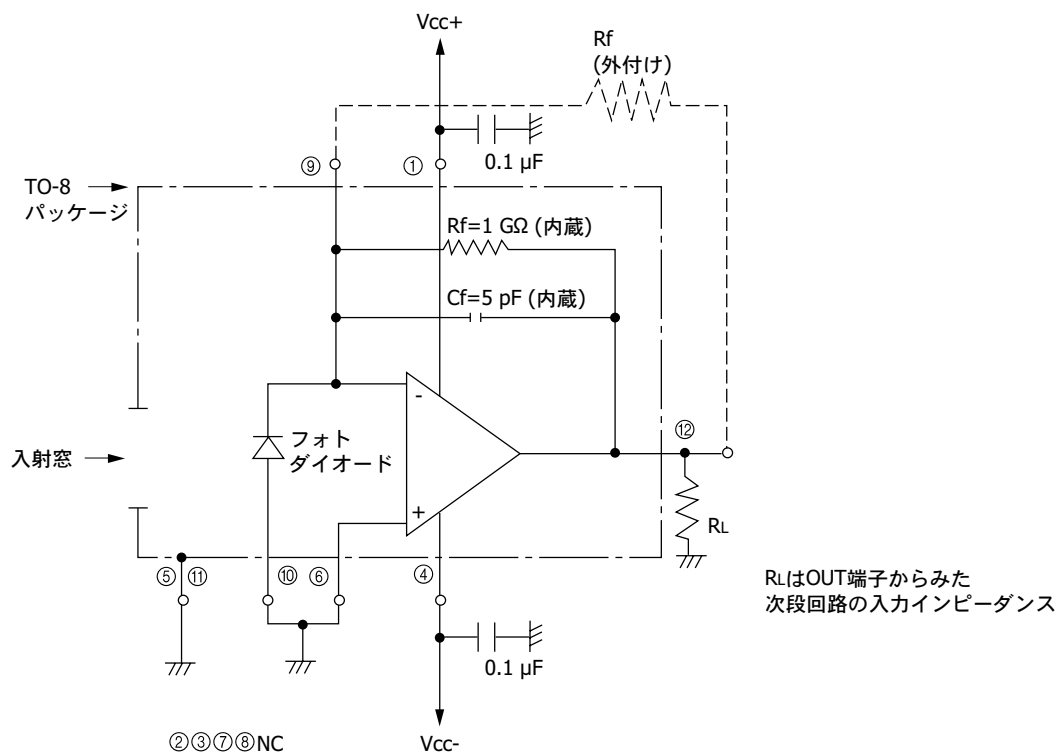 Vcc+
Rf
(外付け)
0.1 µF
⑨
①
TO-8
パッケージ
Rf=1 GΩ (内蔵)
Cf=5 pF (内蔵)
-
フォト
ダイオード
入射窓
+
⑫
RL
⑤ ⑪
⑩
⑥
④
RLはOUT端子からみた
次段回路の入力インピーダンス
0.1 µF
②③⑦⑧NC
Vcc-